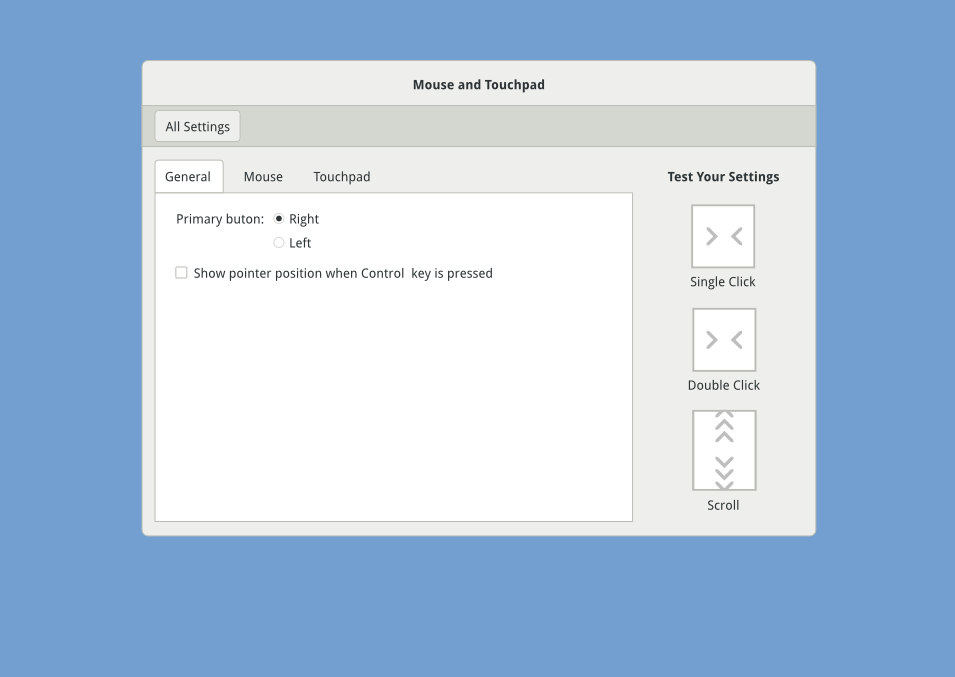 Mouse and Touchpad
All Settings
General Mouse Touchpad
Primary buton: Right
Left
Show pointer position when Control  key is pressed
Test Your Settings
Single Click
Double Click
Scroll